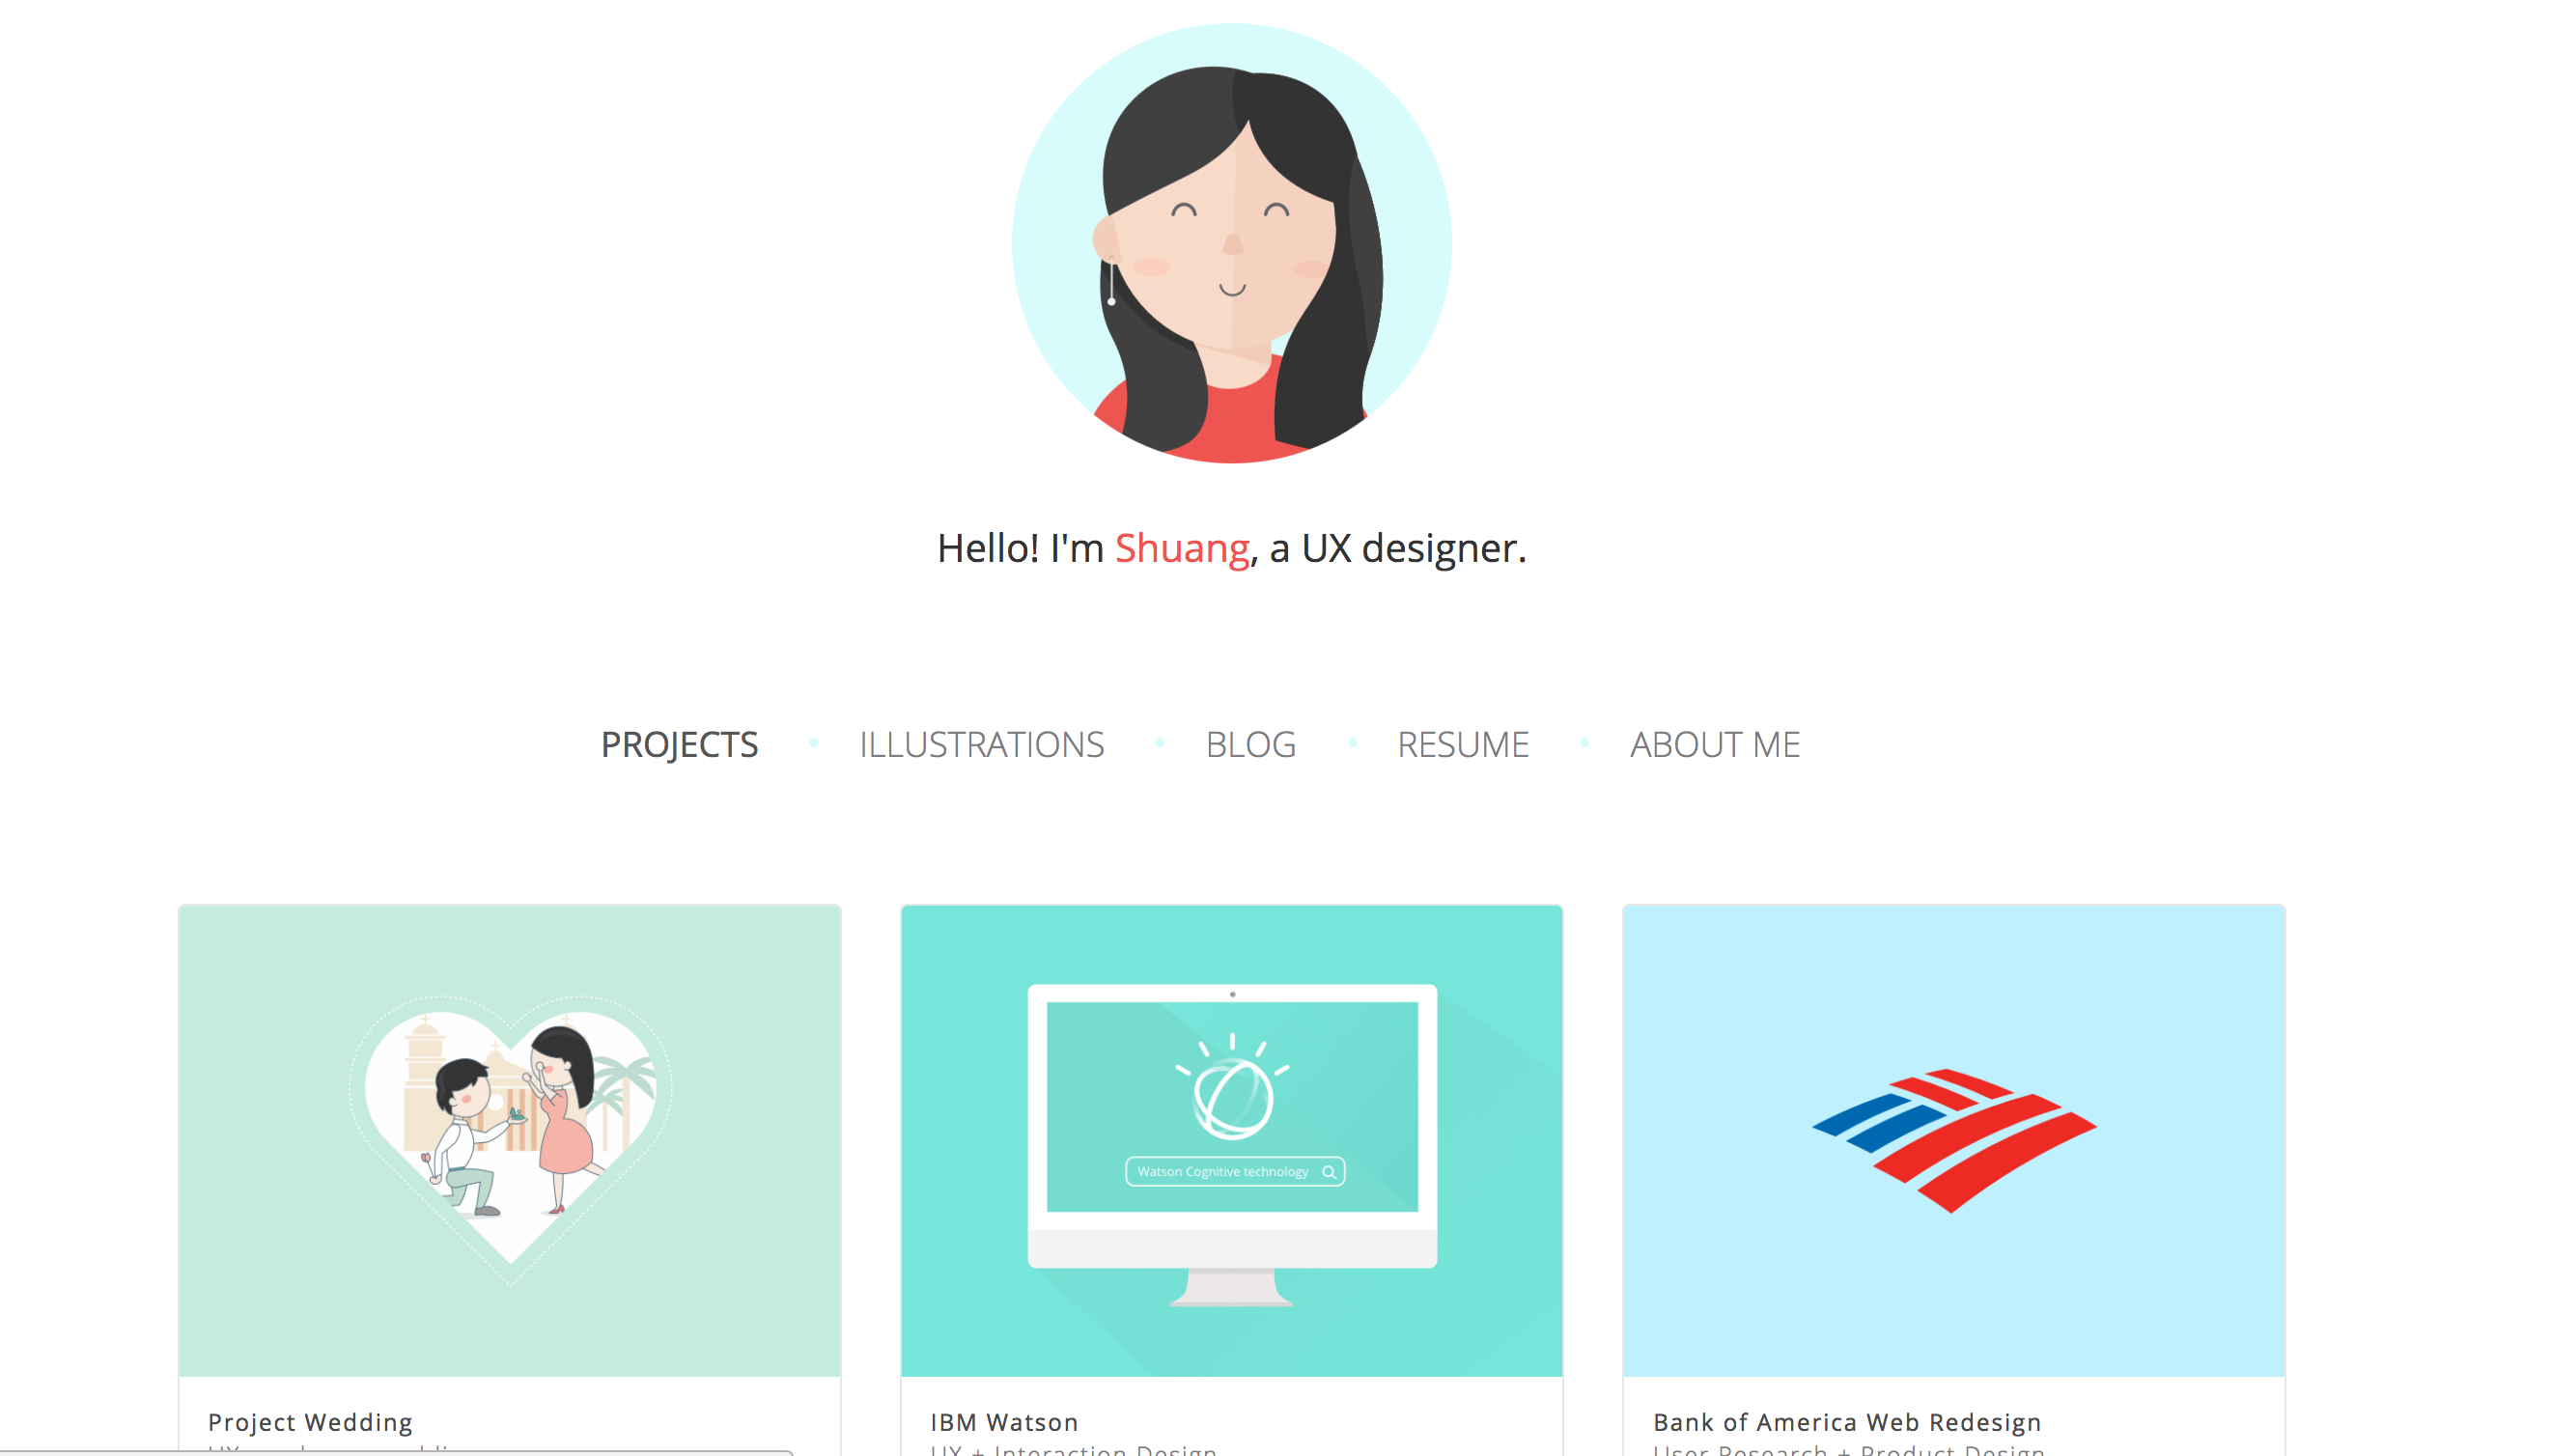 Hello! I'm Shuang, a UX designer.
PROJECTS • ILLUSTRATIONS • BLOG • RESUME • ABOUT ME
Watson Cognitive technology
Project Wedding
IBM Watson
Bank of America Web Redesign
UX + Interaction Design
User Research + Product Design